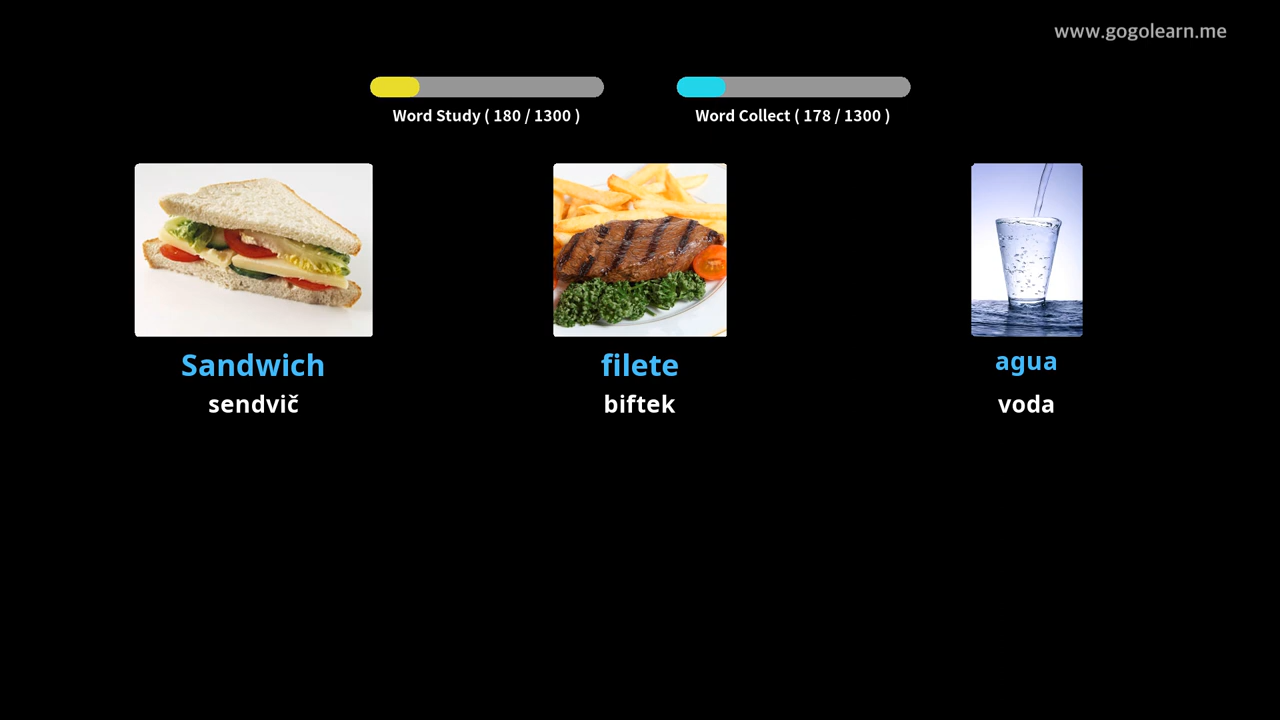 www.gogolearn.me
Word Study ( 180 / 1300 )
Word Collect ( 178 / 1300 )
Sandwich
sendvič
filete
biftek
agua
voda